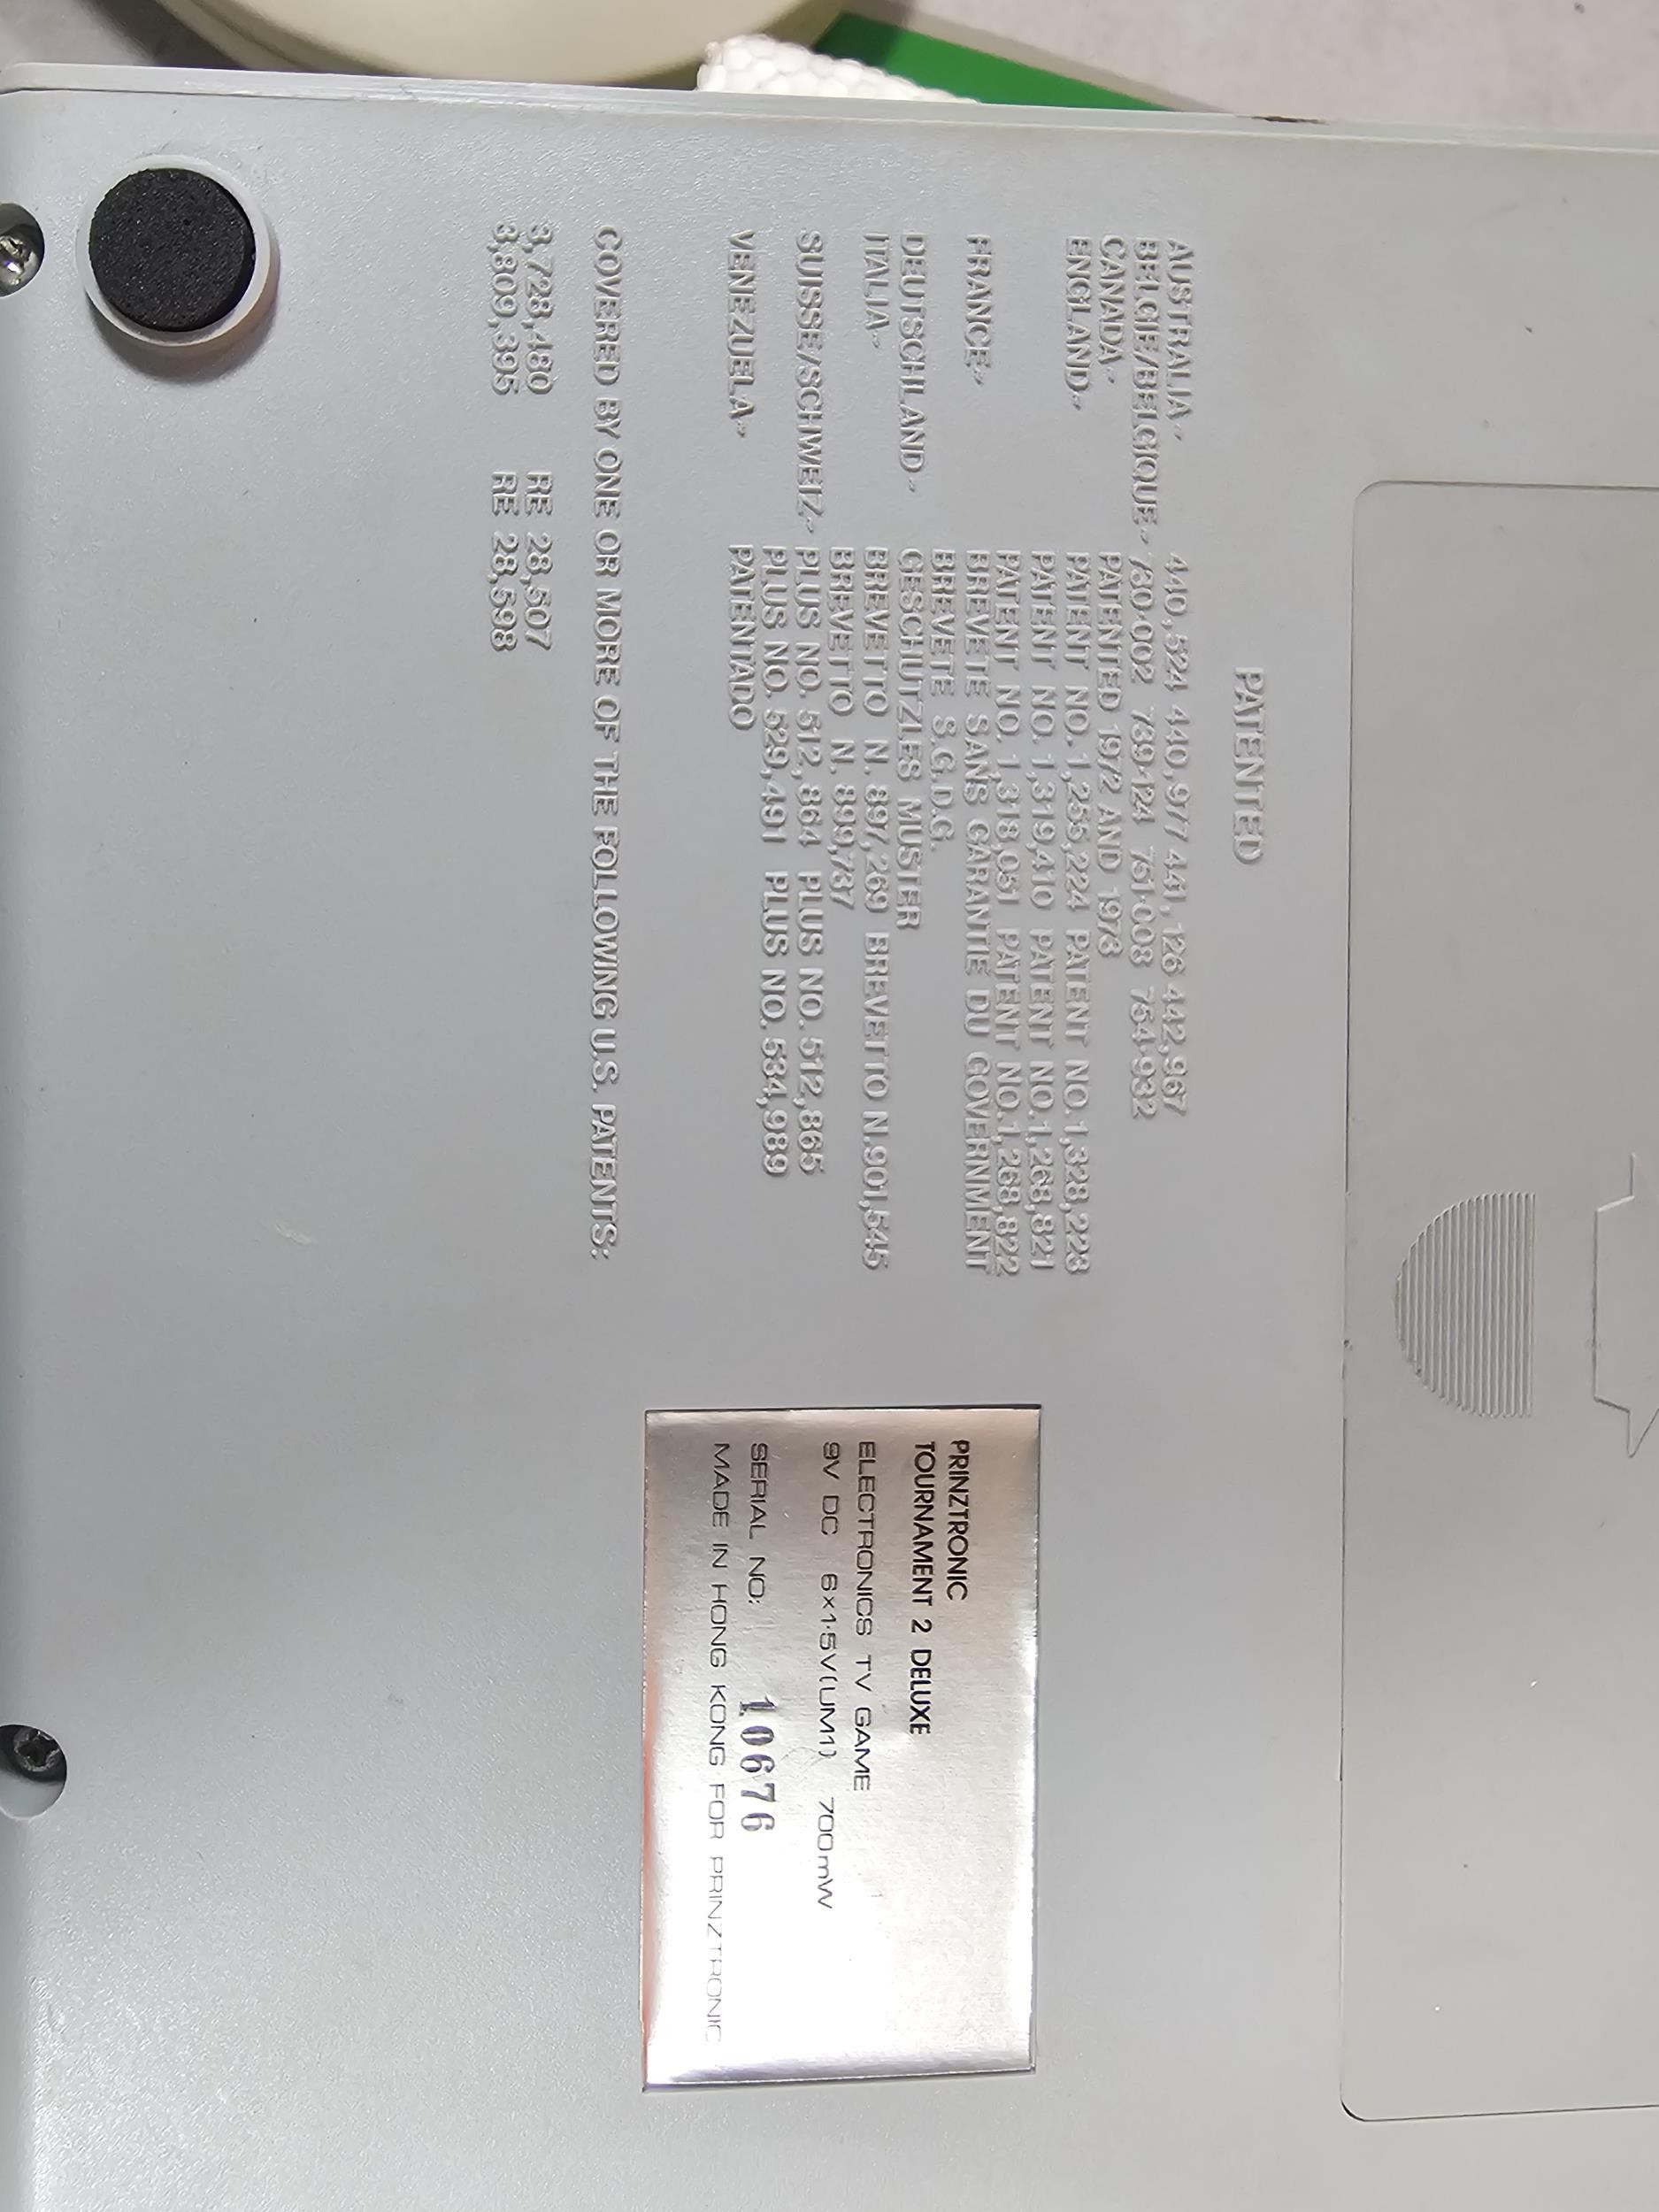 PATENTED
AUSTRALIA- 440,524 440,977 441,126 442,967
BELGIE/BELGIQUE- 730-002 739-124 751-003 754-932
CANADA- PATENTED 1972 AND 1973
ENGLAND- PATENT NO. 1,255,224 PATENT NO. 1,328,223
PATENT NO. 1,319,410 PATENT NO. 1,268,821
PATENT NO. 1,318,051 PATENT NO. 1,268,822
FRANCE- BREVETE SANS GARANTIE DU GOVERNMENT
BREVETE S.G.D.G.
DEUTSCHLAND- GESCHUTZLES MUSTER
ITALIA- BREVETTO N. 897,269 BREVETTO N. 901,545
BREVETTO N. 899,737
SUISSE/SCHWEIZ- PLUS NO. 512,864 PLUS NO. 512,865
PLUS NO. 529,491 PLUS NO. 534,989
VENEZUELA- PATENTADO
COVERED BY ONE OR MORE OF THE FOLLOWING U.S. PATENTS:
3,728,480 RE 28,507
3,809,395 RE 28,598
PRINZTRONIC
TOURNAMENT 2 DELUXE
ELECTRONICS TV GAME
9V DC 6×1·5V(UM1) 700mW
SERIAL NO: 10676
MADE IN HONG KONG FOR PRINZTRONIC